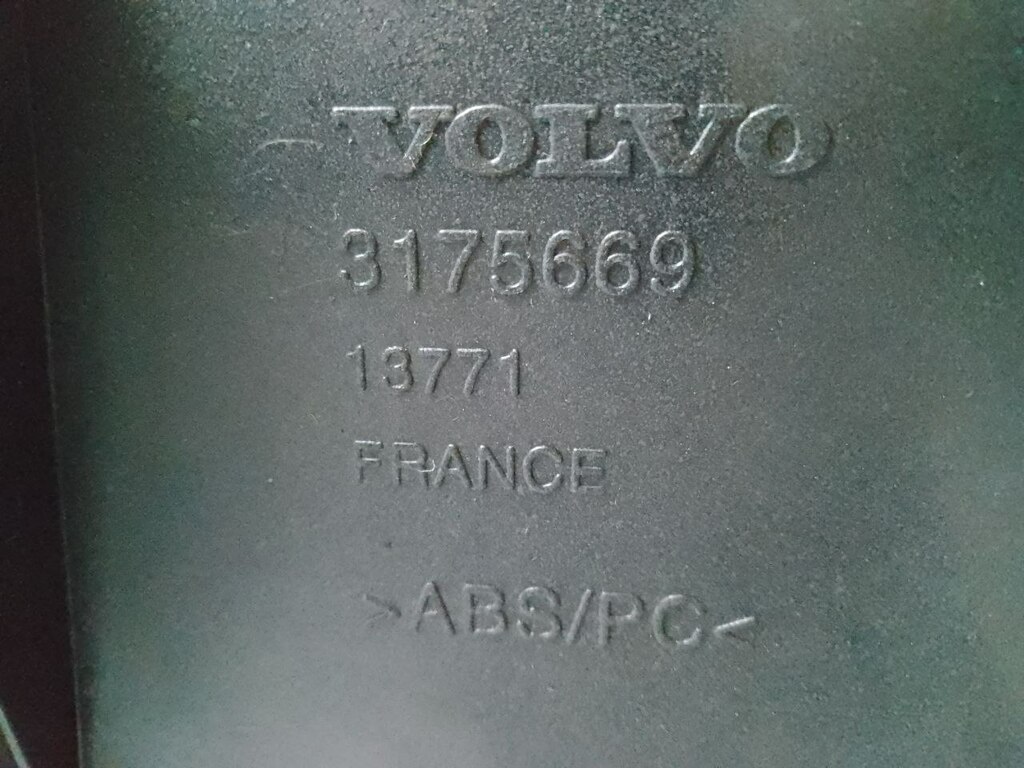 VOLVO
3175669
13771
FRANCE
>ABS/PC<